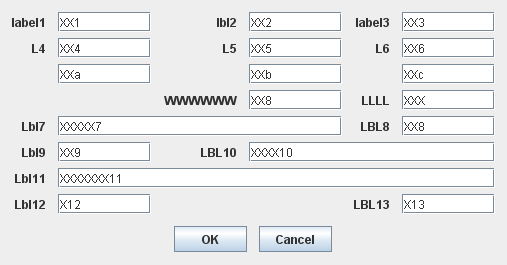 label1 XX1 lbl2 XX2 label3 XX3
L4 XX4 L5 XX5 L6 XX6
XXa XXb XXc
WWWWWW XX8 LLLL XXX
Lbl7 XXXXX7 LBL8 XX8
Lbl9 XX9 LBL10 XXXX10
Lbl11 XXXXXXX11
Lbl12 X12 LBL13 X13
OK Cancel